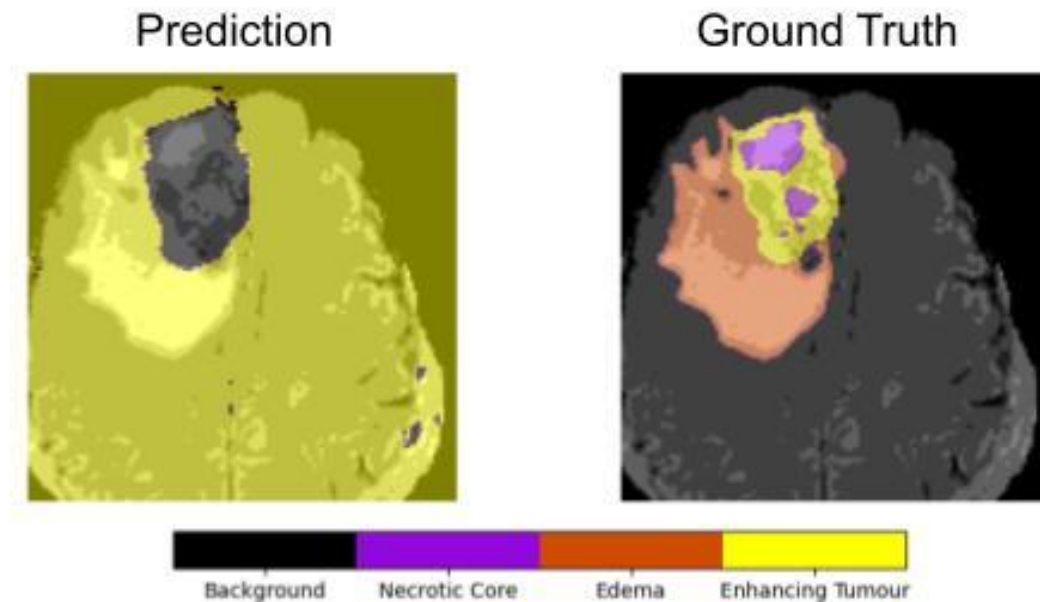 Prediction
Ground Truth
Background
Necrotic Core
Edema
Enhancing Tumour